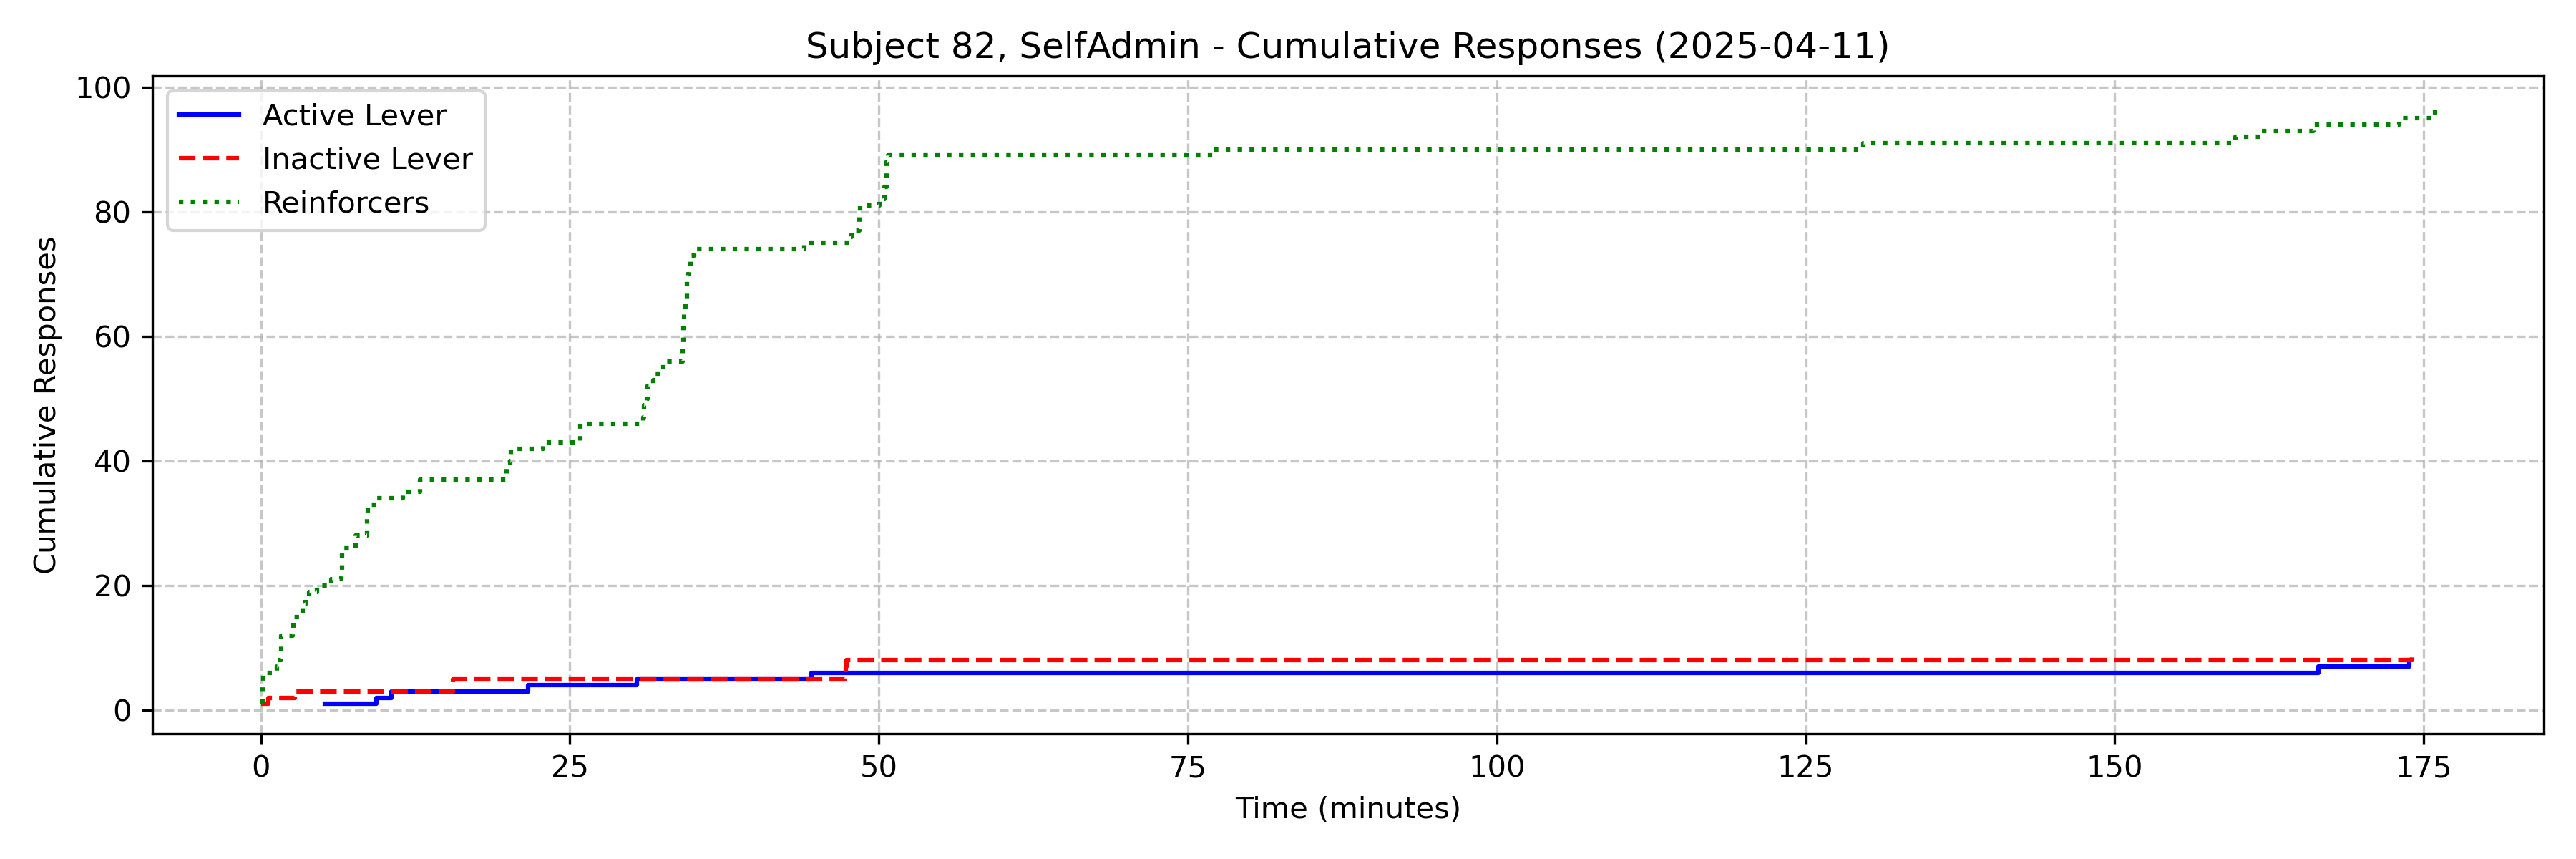 Subject 82, SelfAdmin - Cumulative Responses (2025-04-11)
Active Lever
Inactive Lever
Reinforcers
Cumulative Responses
100
80
60
40
20
0
0 25 50 75 100 125 150 175
Time (minutes)